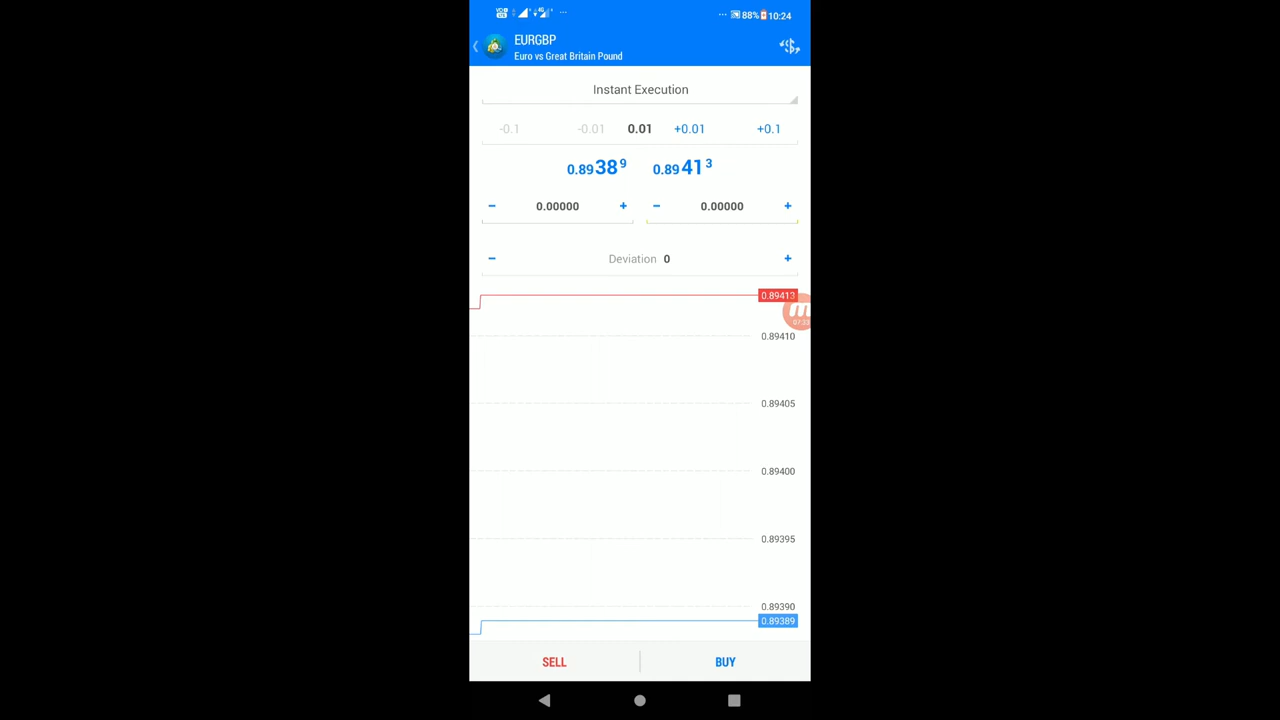 88% 10:24
EURGBP
Euro vs Great Britain Pound
Instant Execution
-0.1 -0.01 0.01 +0.01 +0.1
0.89389 0.89413
- 0.00000 + - 0.00000 +
- Deviation 0 +
0.89413
07:33
0.89410
0.89405
0.89400
0.89395
0.89390
0.89389
SELL BUY